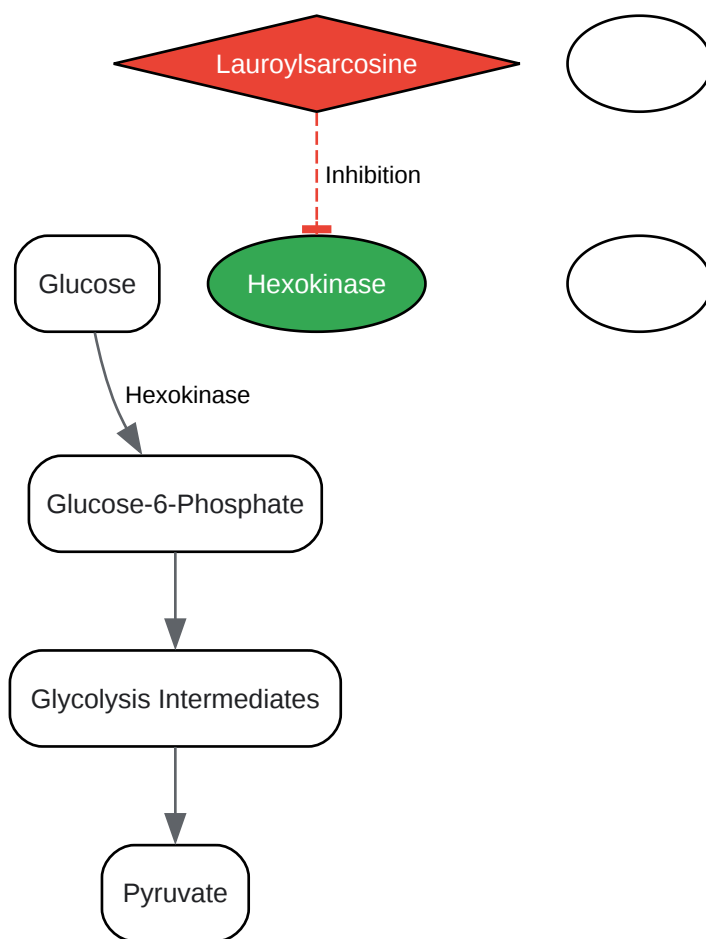 Lauroylsarcosine
Inhibition
Glucose
Hexokinase
Hexokinase
Glucose-6-Phosphate
Glycolysis Intermediates
Pyruvate